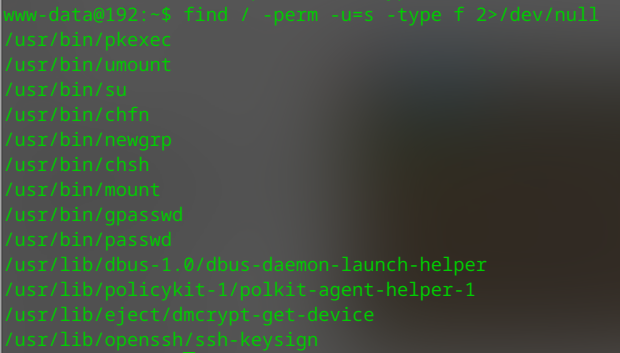 www-data@192:~$ find / -perm -u=s -type f 2>/dev/null
/usr/bin/pkexec
/usr/bin/umount
/usr/bin/su
/usr/bin/chfn
/usr/bin/newgrp
/usr/bin/chsh
/usr/bin/mount
/usr/bin/gpasswd
/usr/bin/passwd
/usr/lib/dbus-1.0/dbus-daemon-launch-helper
/usr/lib/policykit-1/polkit-agent-helper-1
/usr/lib/eject/dmcrypt-get-device
/usr/lib/openssh/ssh-keysign